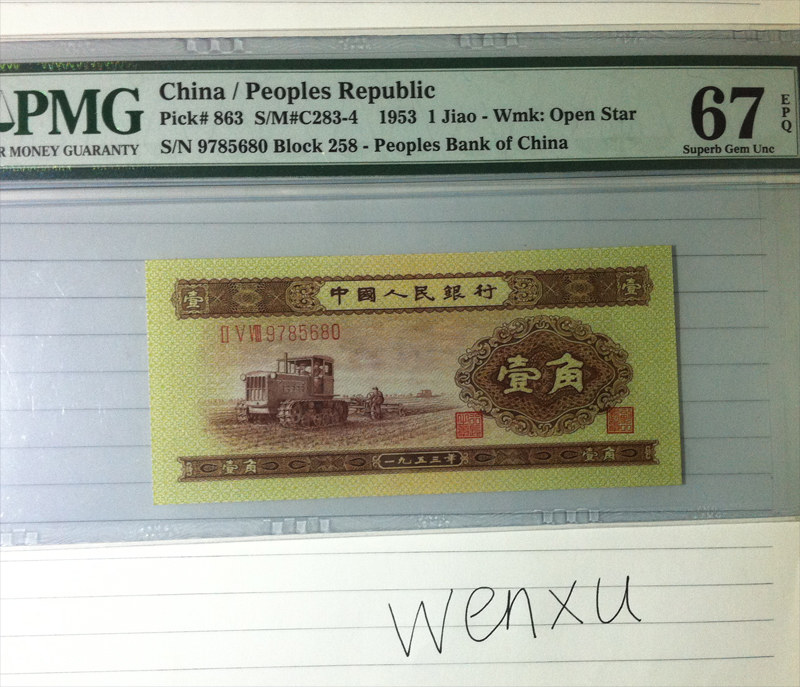 China / Peoples Republic
PMG
Pick# 863 S/M#C283-4 1953 1 Jiao - Wmk: Open Star
67
EPQ
R MONEY GUARANTY
S/N 9785680 Block 258 - Peoples Bank of China
Superb Gem Unc
壹 中國人民銀行 壹
II V VIII 9785680
壹角
壹角 一九五三年 壹角
wenxu